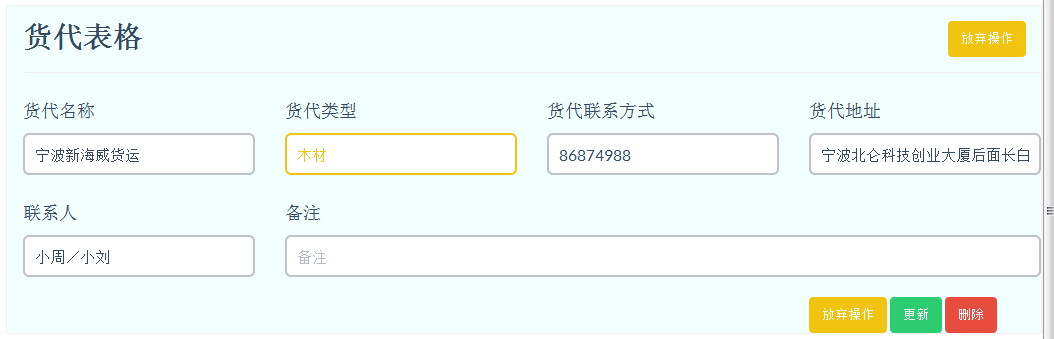 货代表格
放弃操作
货代名称 货代类型 货代联系方式 货代地址
宁波新海威货运 木材 86874988 宁波北仑科技创业大厦后面长白
联系人 备注
小周／小刘 备注
放弃操作 更新 删除